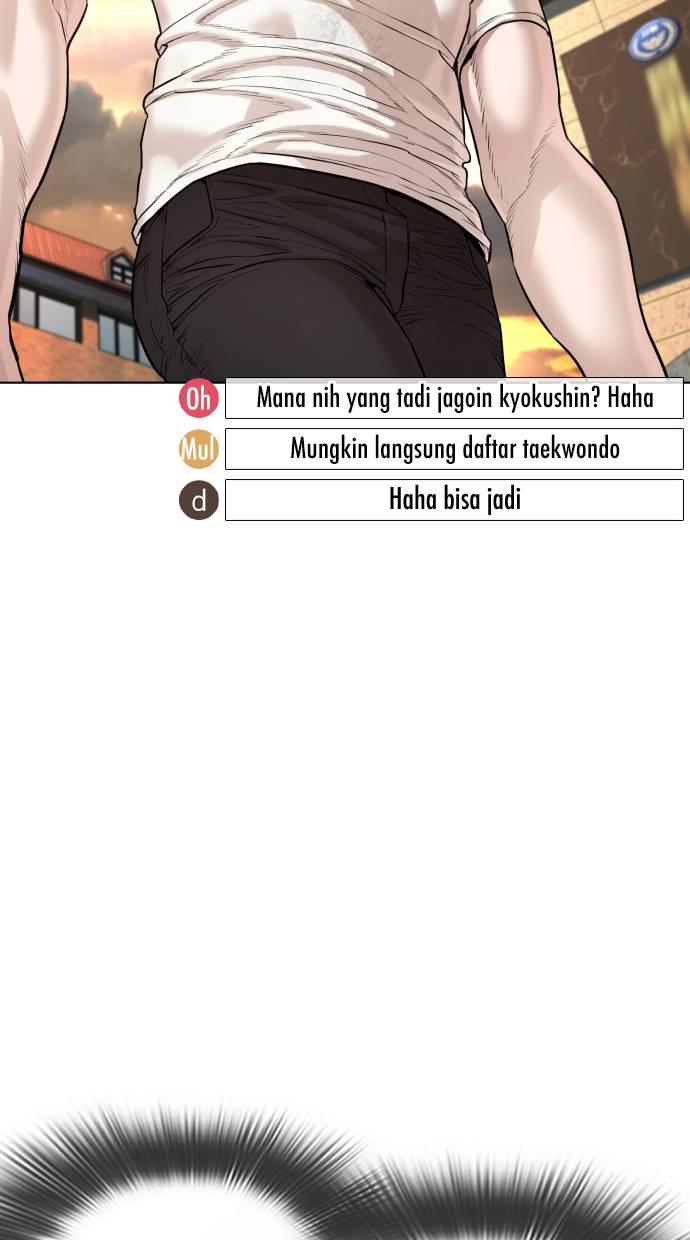 Oh Mana nih yang tadi jagoin kyokushin? Haha
Mul Mungkin langsung daftar taekwondo
d Haha bisa jadi